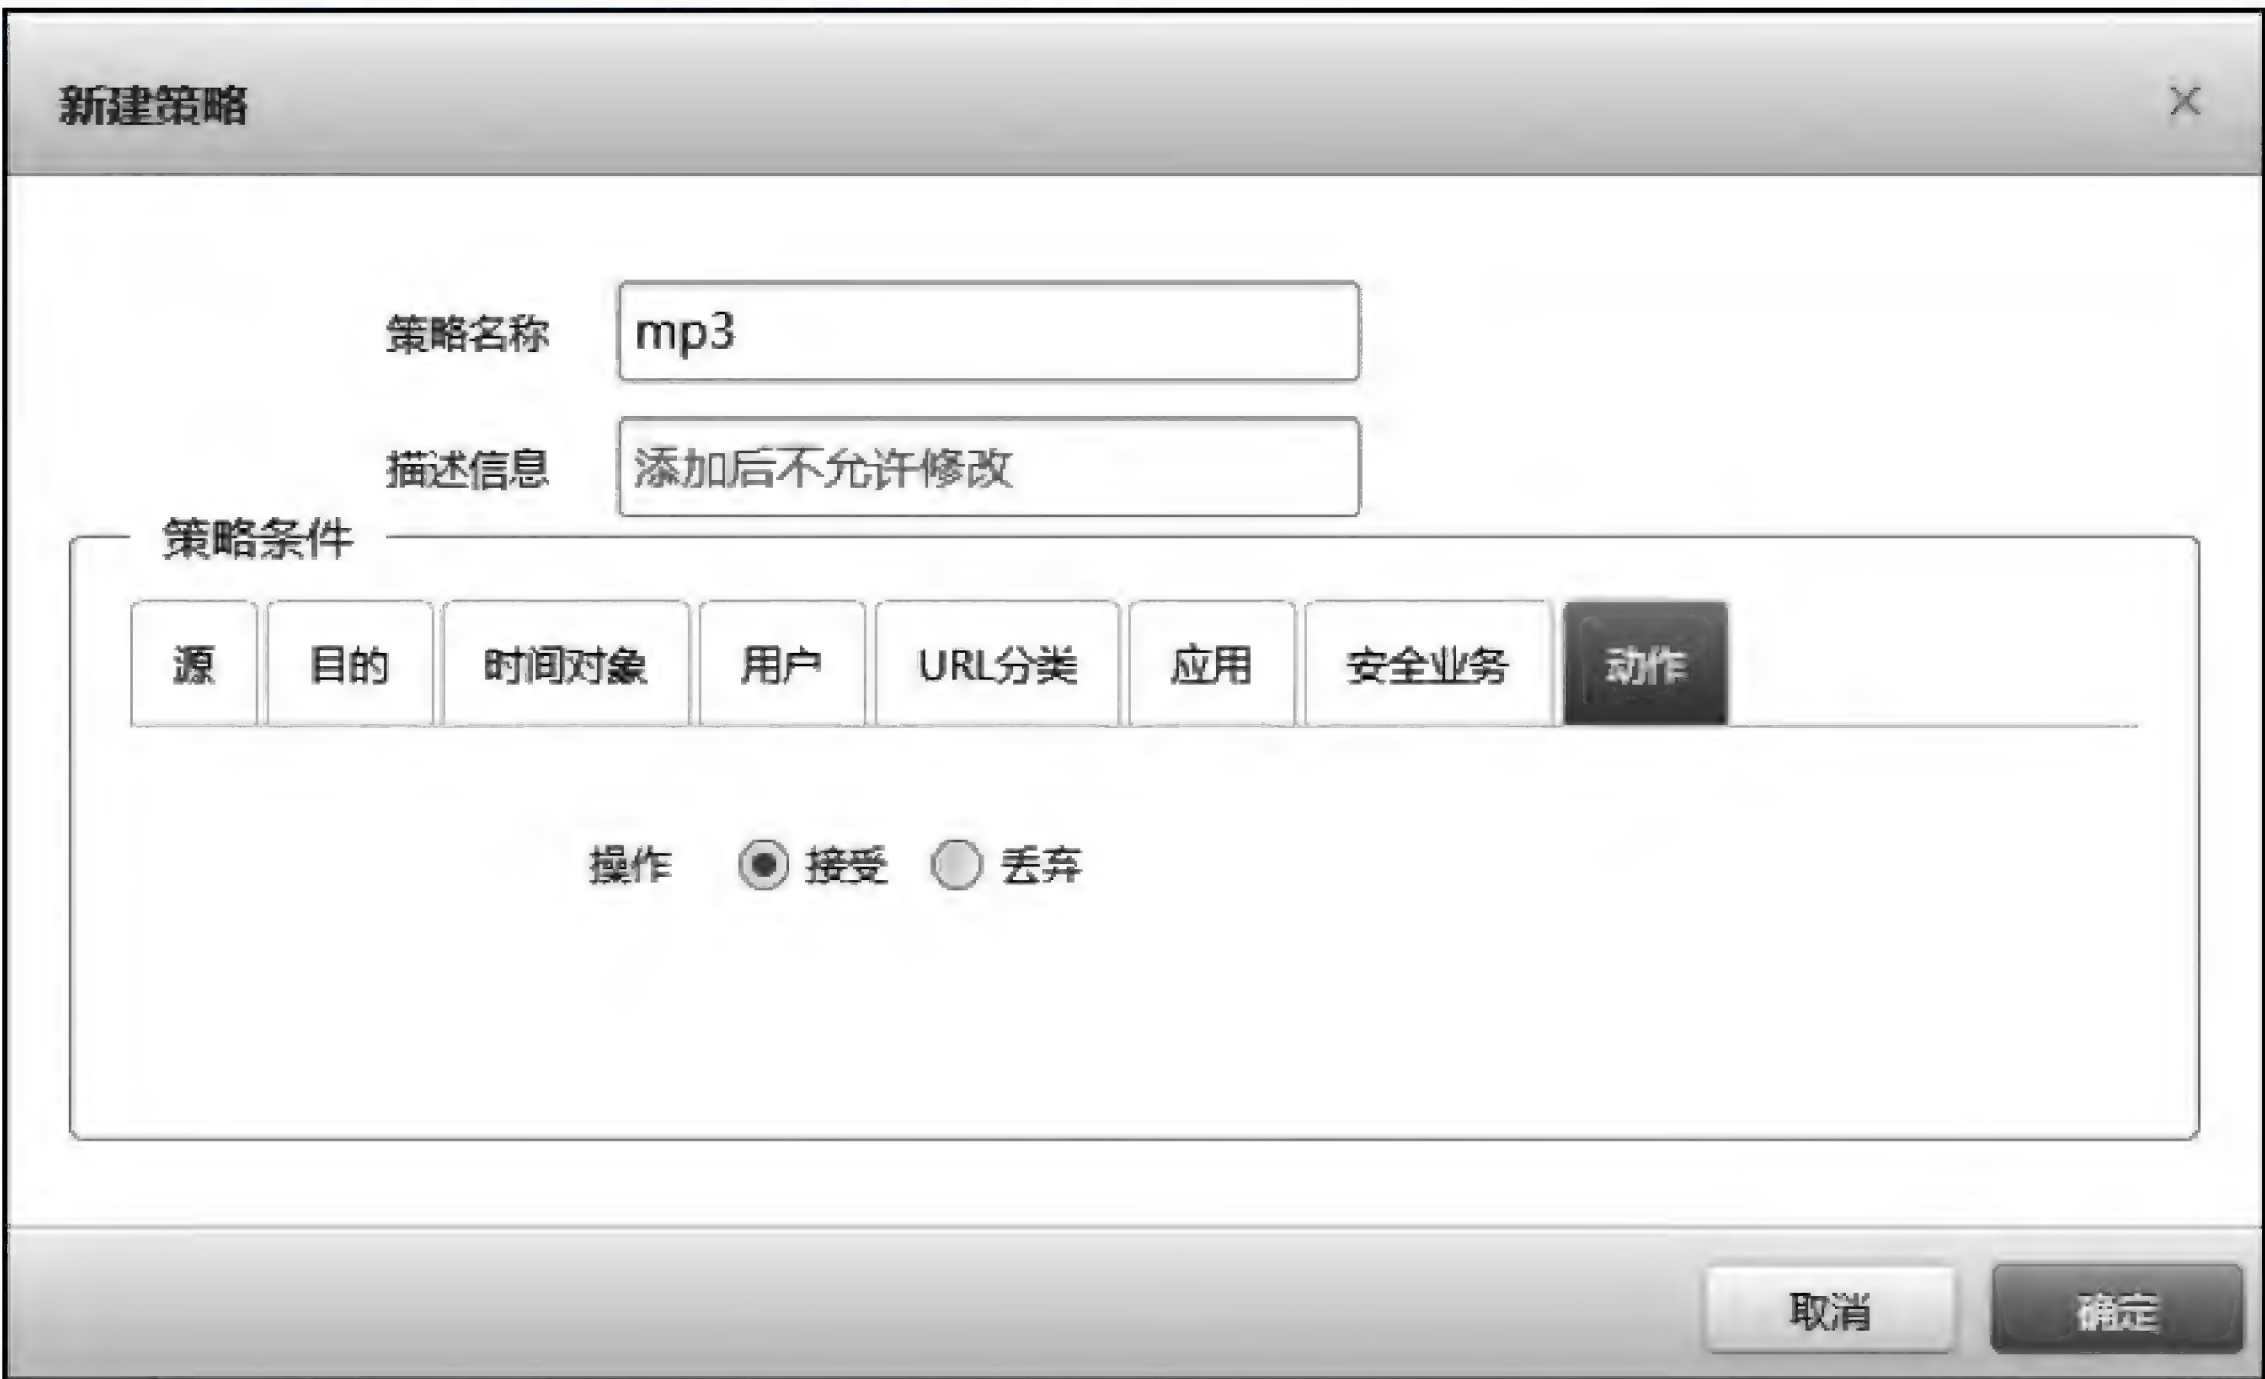 新建策略
策略名称 mp3
描述信息 添加后不允许修改
策略条件
源 目的 时间对象 用户 URL分类 应用 安全业务 动作
操作 接受 丢弃
取消 确定